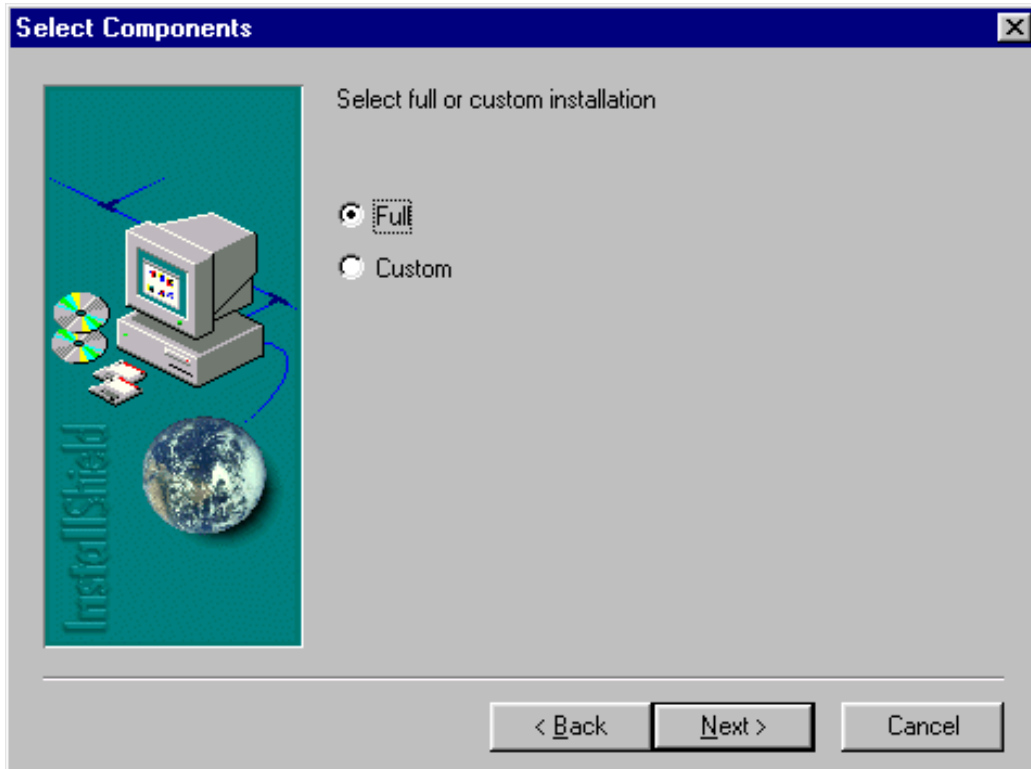 Select Components
Select full or custom installation
Full
Custom
InstallShield
< Back
Next >
Cancel